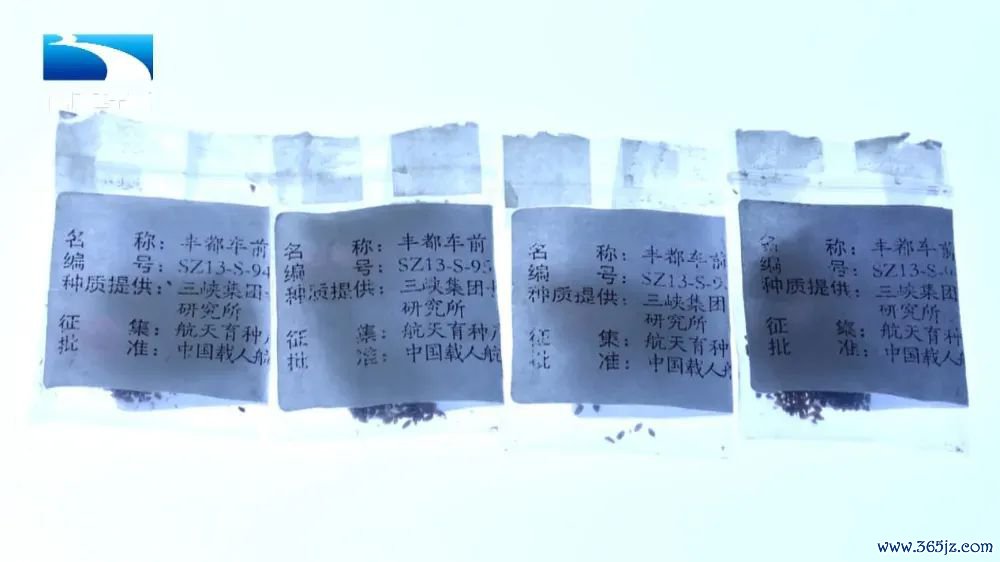 名 称：丰都车前
编 号：SZ13-S-94
种质提供：三峡集团
研究所
征 集：航天育种
批 准：中国载人航
名 称：丰都车前
编 号：SZ13-S-95
种质提供：三峡集团
研究所
征 集：航天育种
批 准：中国载人航
名 称：丰都车前
编 号：SZ13-S-9
种质提供：三峡集团
研究所
征 集：航天育种
批 准：中国载人
名 称：丰都车前
编 号：SZ13-S-
种质提供：三峡集团
研究所
征 集：航天育种
批 准：中国载人航
www.365jz.com